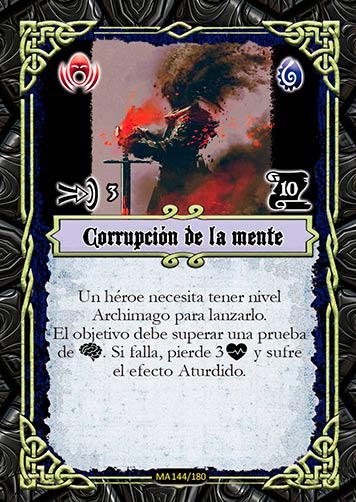 3
10
Corrupción de la mente
Un héroe necesita tener nivel
Archimago para lanzarlo.
El objetivo debe superar una prueba
de . Si falla, pierde 3 y sufre
el efecto Aturdido.
MA144/180